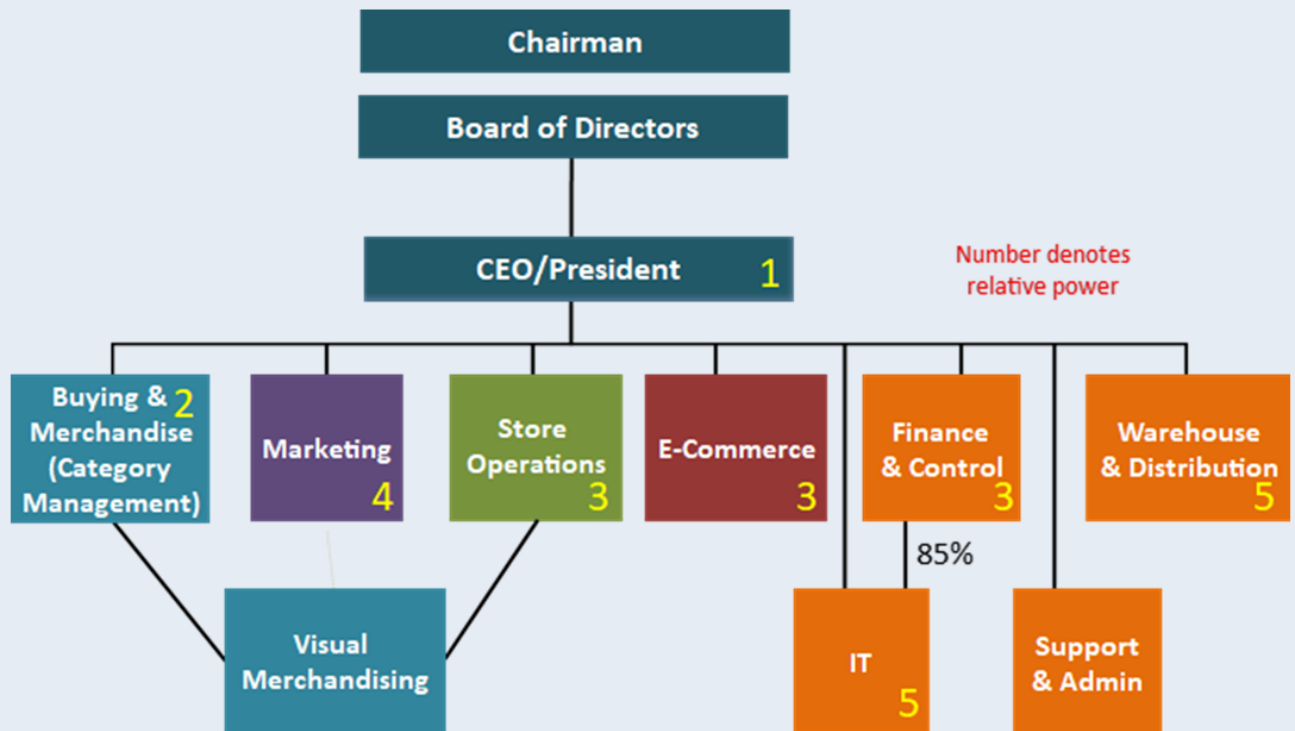 Chairman
Board of Directors
CEO/President 1
Number denotes
relative power
Buying & 2
Merchandise
(Category
Management)
Marketing
4
Store
Operations
3
E-Commerce
3
Finance
& Control
3
Warehouse
& Distribution
5
85%
Visual
Merchandising
IT
5
Support
& Admin